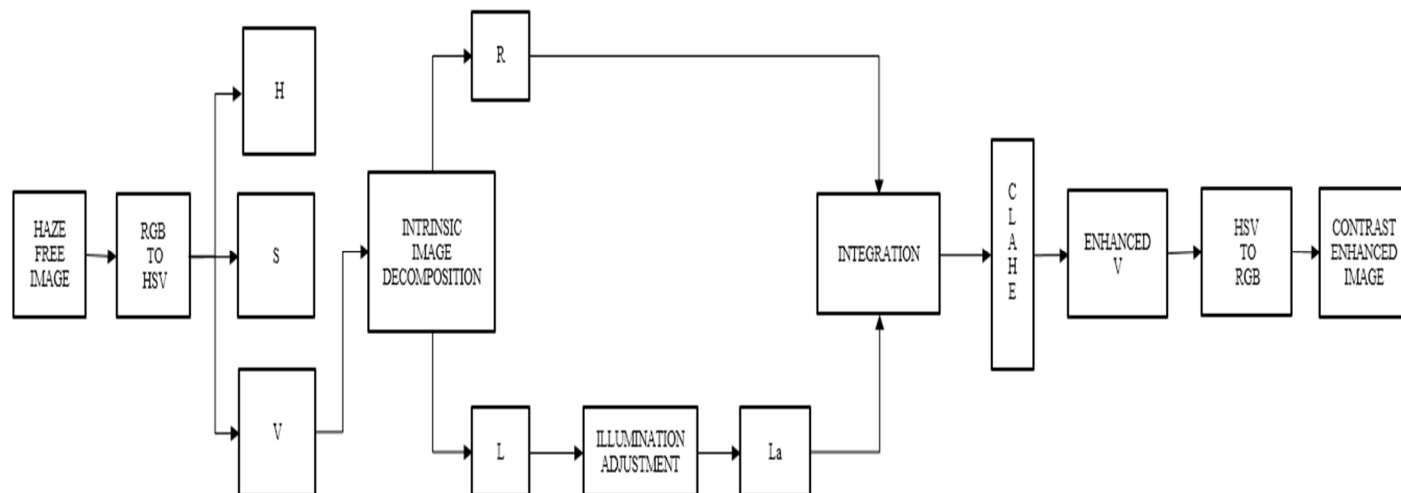 HAZE
FREE
IMAGE
RGB
TO
HSV
H
S
V
INTRINSIC
IMAGE
DECOMPOSITION
R
L
ILLUMINATION
ADJUSTMENT
La
INTEGRATION
C
L
A
H
E
ENHANCED
V
HSV
TO
RGB
CONTRAST
ENHANCED
IMAGE